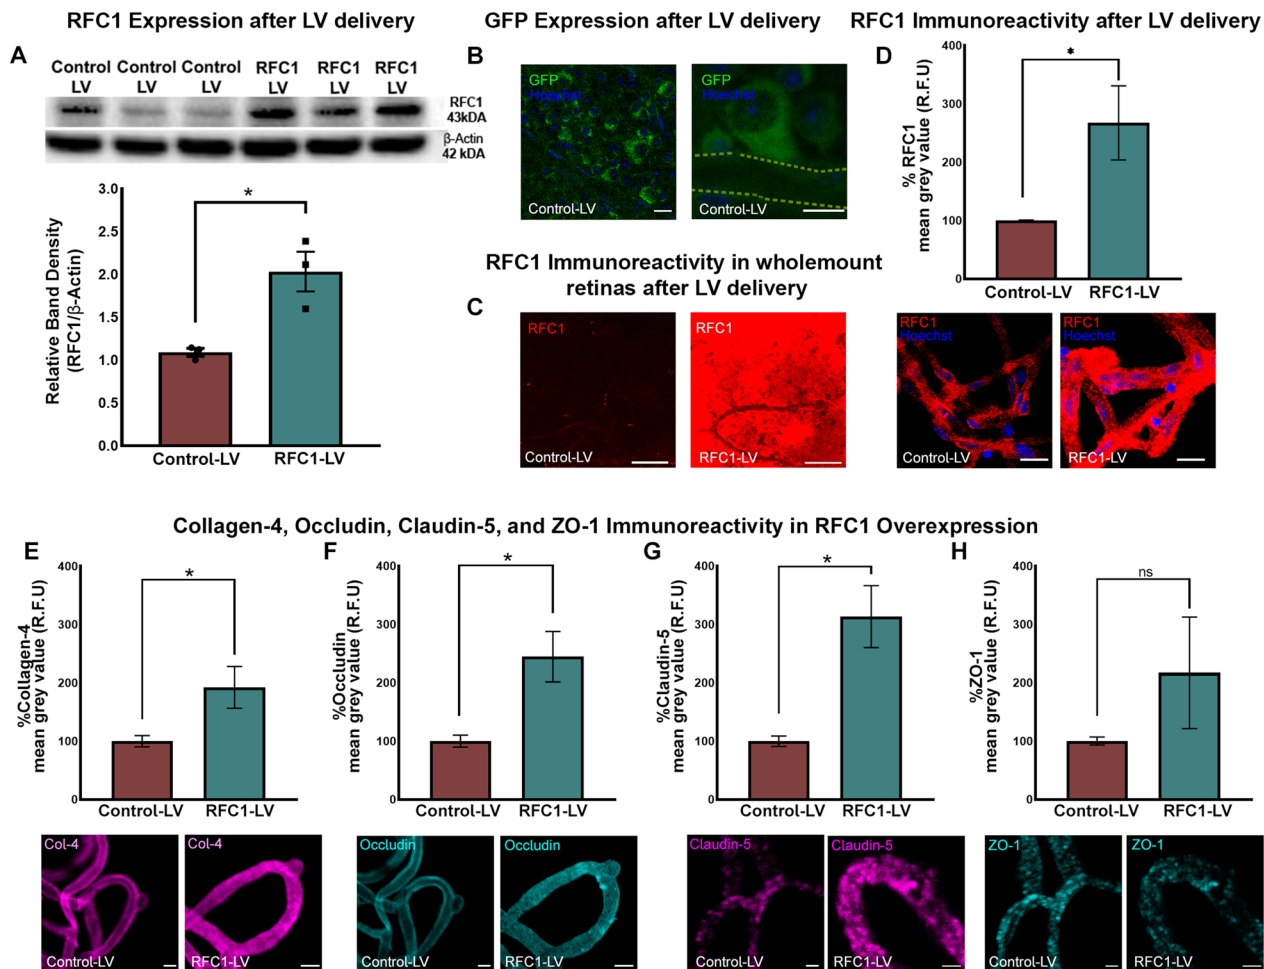 RFC1 Expression after LV delivery
GFP Expression after LV delivery
RFC1 Immunoreactivity after LV delivery
A
Control LV
Control LV
Control LV
RFC1 LV
RFC1 LV
RFC1 LV
RFC1
43kDA
β-Actin
42 kDA
3.0
2.5
2.0
1.5
1.0
0.5
0.0
Relative Band Density
(RFC1/β-Actin)
*
Control-LV
RFC1-LV
B
GFP
Hoechst
Control-LV
GFP
Hoechst
Control-LV
RFC1 Immunoreactivity in wholemount
retinas after LV delivery
C
RFC1
Control-LV
RFC1
RFC1-LV
D
400
300
200
100
0
% RFC1
mean grey value (R.F.U)
*
Control-LV
RFC1-LV
RFC1
Hoechst
Control-LV
RFC1
Hoechst
RFC1-LV
Collagen-4, Occludin, Claudin-5, and ZO-1 Immunoreactivity in RFC1 Overexpression
E
400
300
200
100
0
%Collagen-4
mean grey value (R.F.U)
*
Control-LV
RFC1-LV
Col-4
Control-LV
Col-4
RFC1-LV
F
400
300
200
100
0
%Occludin
mean grey value (R.F.U)
*
Control-LV
RFC1-LV
Occludin
Control-LV
Occludin
RFC1-LV
G
400
300
200
100
0
%Claudin-5
mean grey value (R.F.U)
*
Control-LV
RFC1-LV
Claudin-5
Control-LV
Claudin-5
RFC1-LV
H
400
300
200
100
0
%ZO-1
mean grey value (R.F.U)
ns
Control-LV
RFC1-LV
ZO-1
Control-LV
ZO-1
RFC1-LV